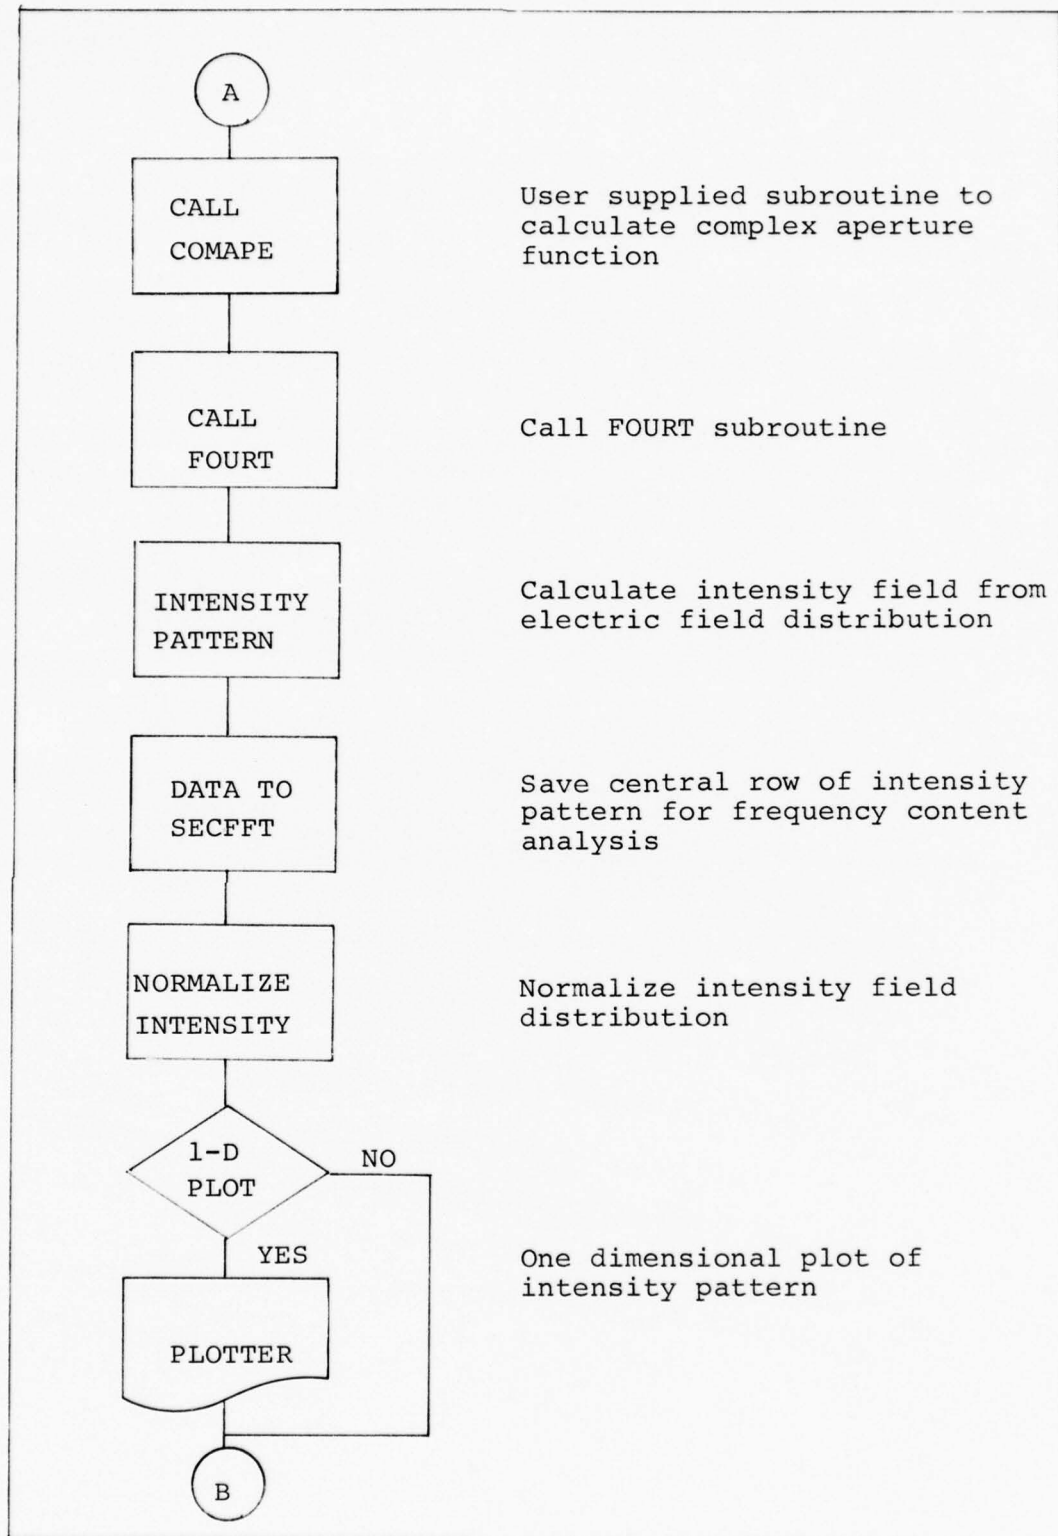 A
CALL
COMAPE
User supplied subroutine to
calculate complex aperture
function
CALL
FOURT
Call FOURT subroutine
INTENSITY
PATTERN
Calculate intensity field from
electric field distribution
DATA TO
SECFFT
Save central row of intensity
pattern for frequency content
analysis
NORMALIZE
INTENSITY
Normalize intensity field
distribution
1-D
PLOT
NO
YES
One dimensional plot of
intensity pattern
PLOTTER
B